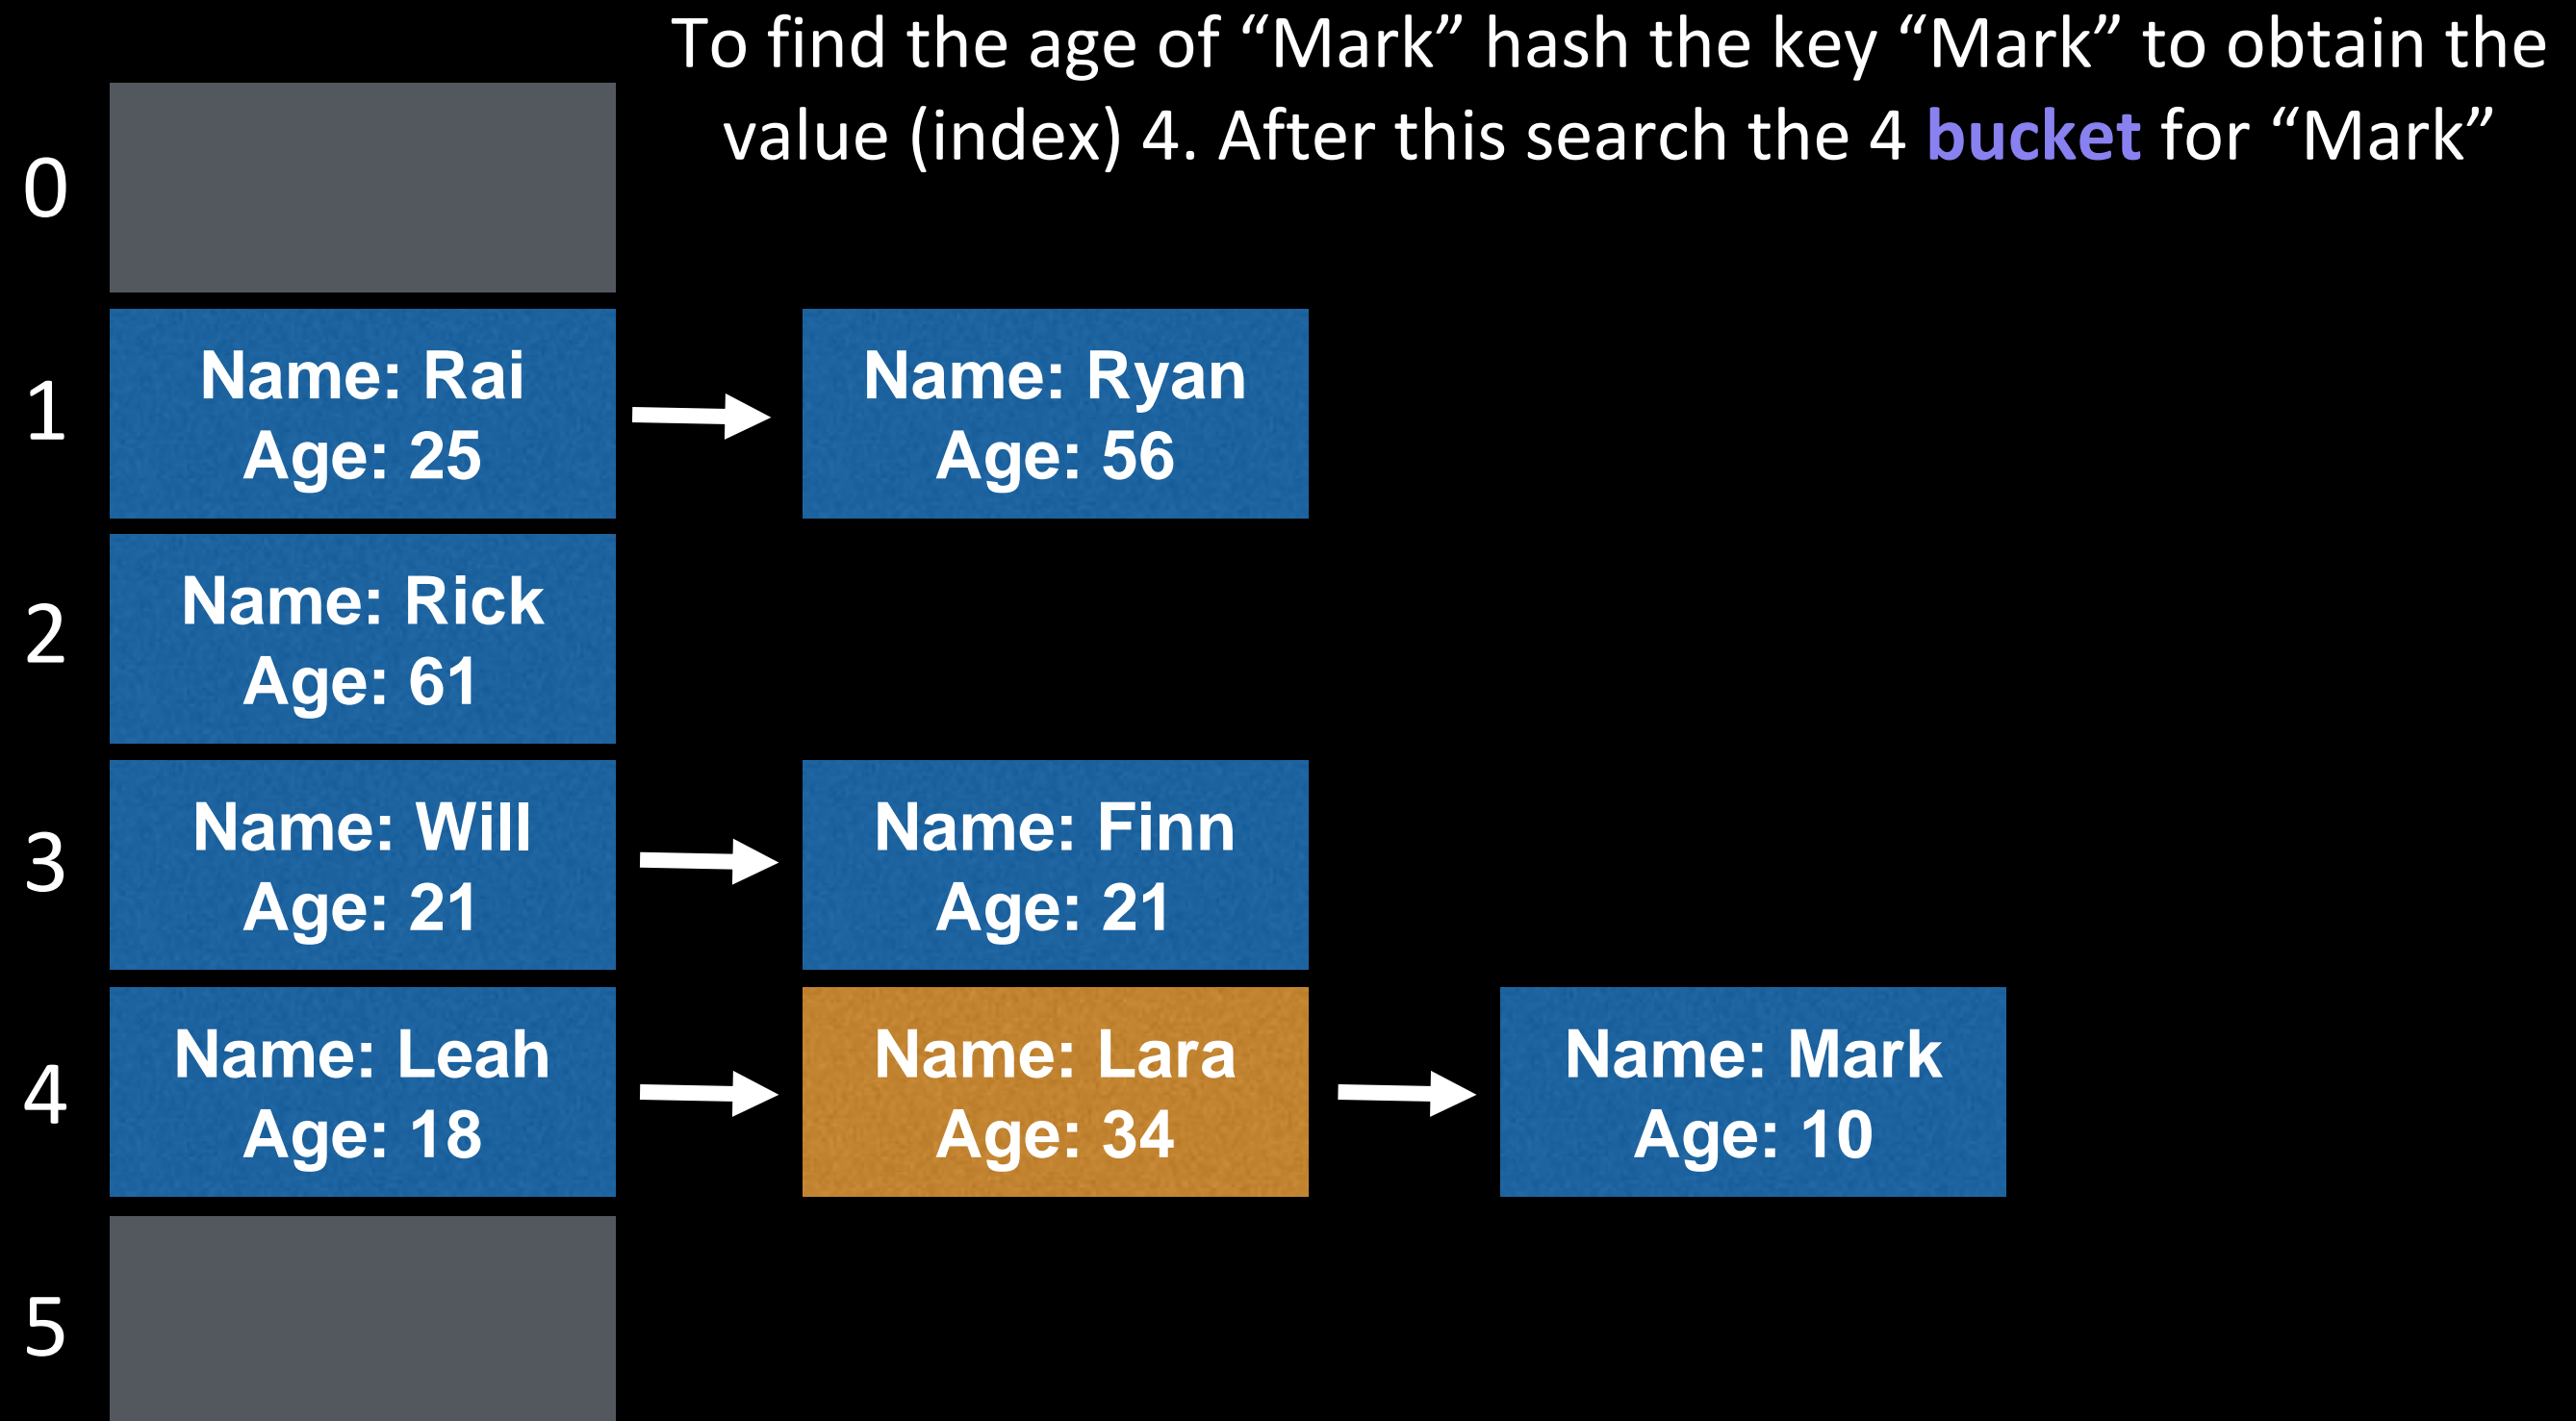 To find the age of “Mark” hash the key “Mark” to obtain the
value (index) 4. After this search the 4 bucket for “Mark”
0
1
Name: Rai
Age: 25
Name: Ryan
Age: 56
2
Name: Rick
Age: 61
3
Name: Will
Age: 21
Name: Finn
Age: 21
4
Name: Leah
Age: 18
Name: Lara
Age: 34
Name: Mark
Age: 10
5